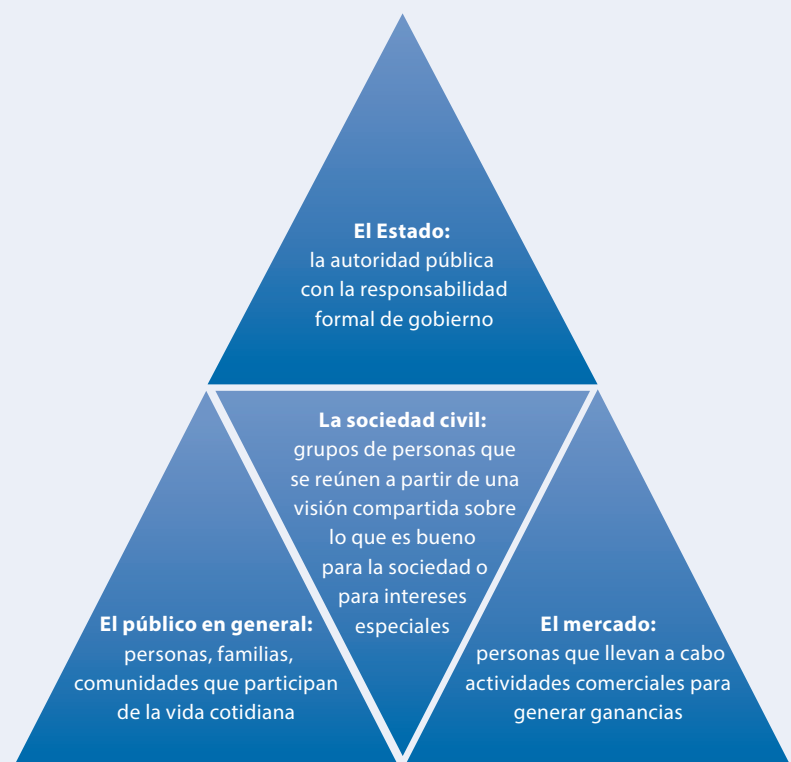 El Estado:
la autoridad pública
con la responsabilidad
formal de gobierno
La sociedad civil:
grupos de personas que
se reúnen a partir de una
visión compartida sobre
lo que es bueno
para la sociedad o
para intereses
especiales
El público en general:
personas, familias,
comunidades que participan
de la vida cotidiana
El mercado:
personas que llevan a cabo
actividades comerciales para
generar ganancias